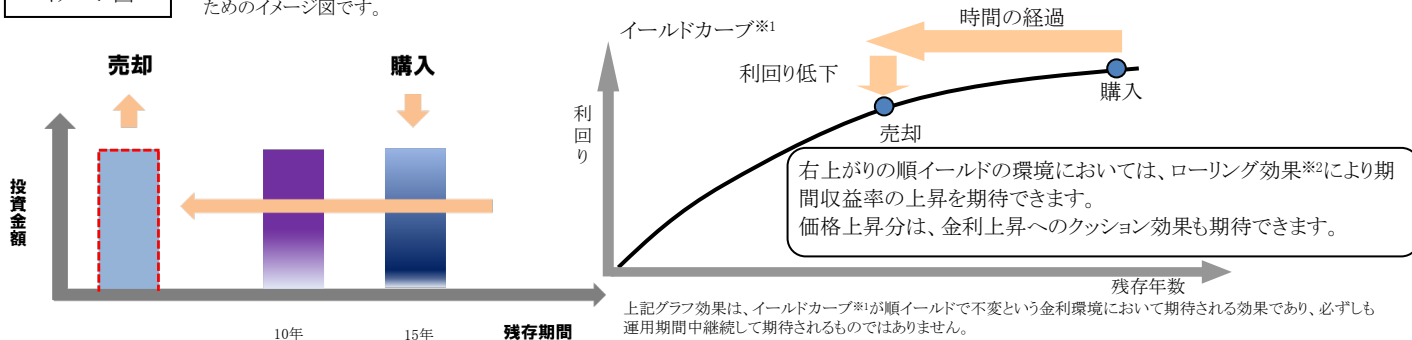 ためのイメージ図です。
売却
購入
投資金額
10年
15年
残存期間
イールドカーブ※1
時間の経過
利回り低下
利回り
購入
売却
右上がりの順イールドの環境においては、ローリング効果※2により期
間収益率の上昇を期待できます。
価格上昇分は、金利上昇へのクッション効果も期待できます。
残存年数
上記グラフ効果は、イールドカーブ※1が順イールドで不変という金利環境において期待される効果であり、必ずしも
運用期間中継続して期待されるものではありません。